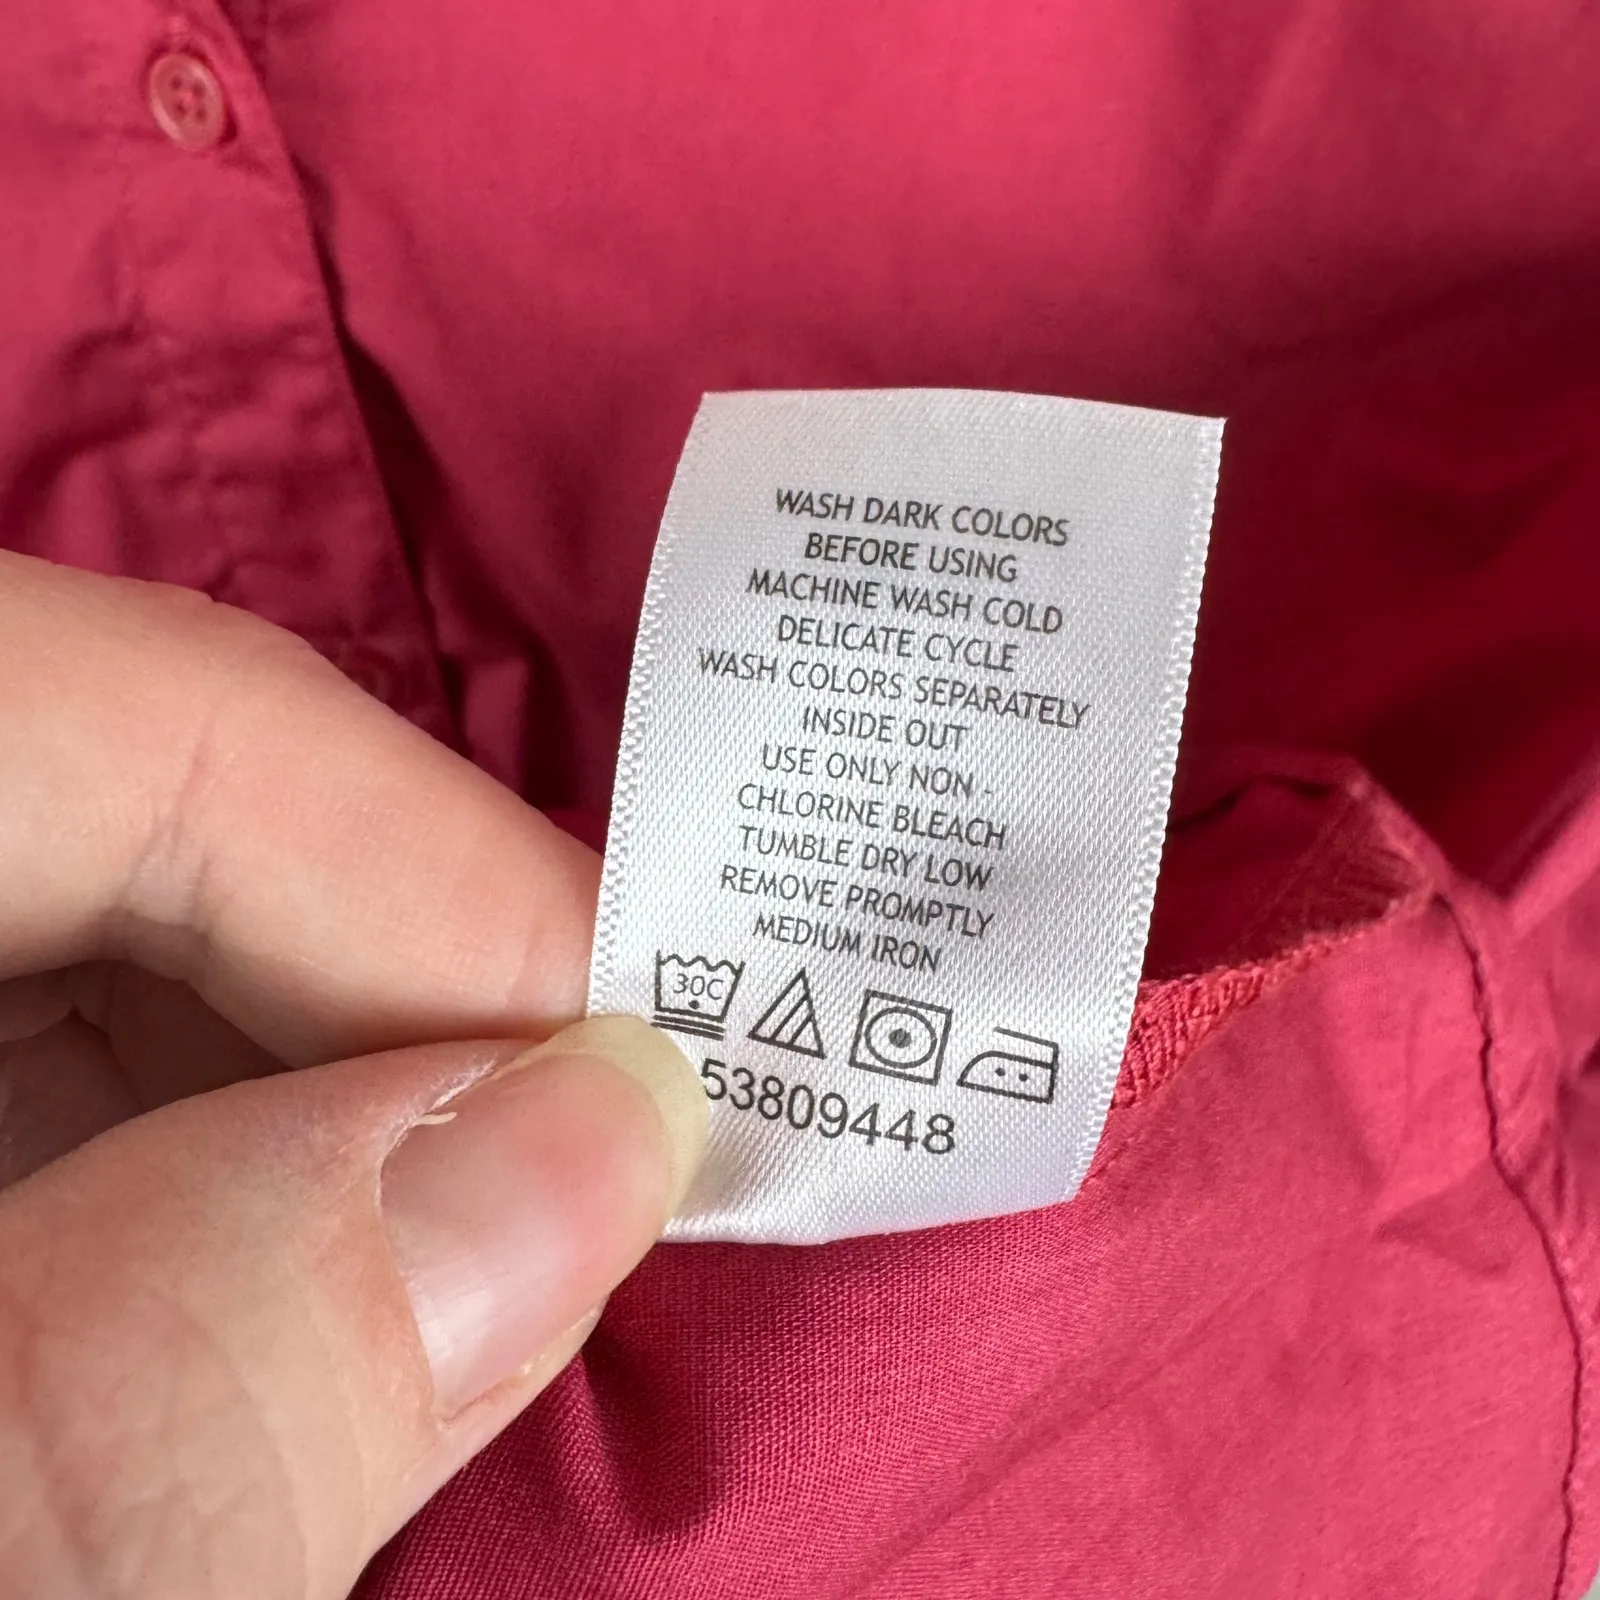 WASH DARK COLORS
BEFORE USING
MACHINE WASH COLD
DELICATE CYCLE
WASH COLORS SEPARATELY
INSIDE OUT
USE ONLY NON -
CHLORINE BLEACH
TUMBLE DRY LOW
REMOVE PROMPTLY
MEDIUM IRON
30C
53809448